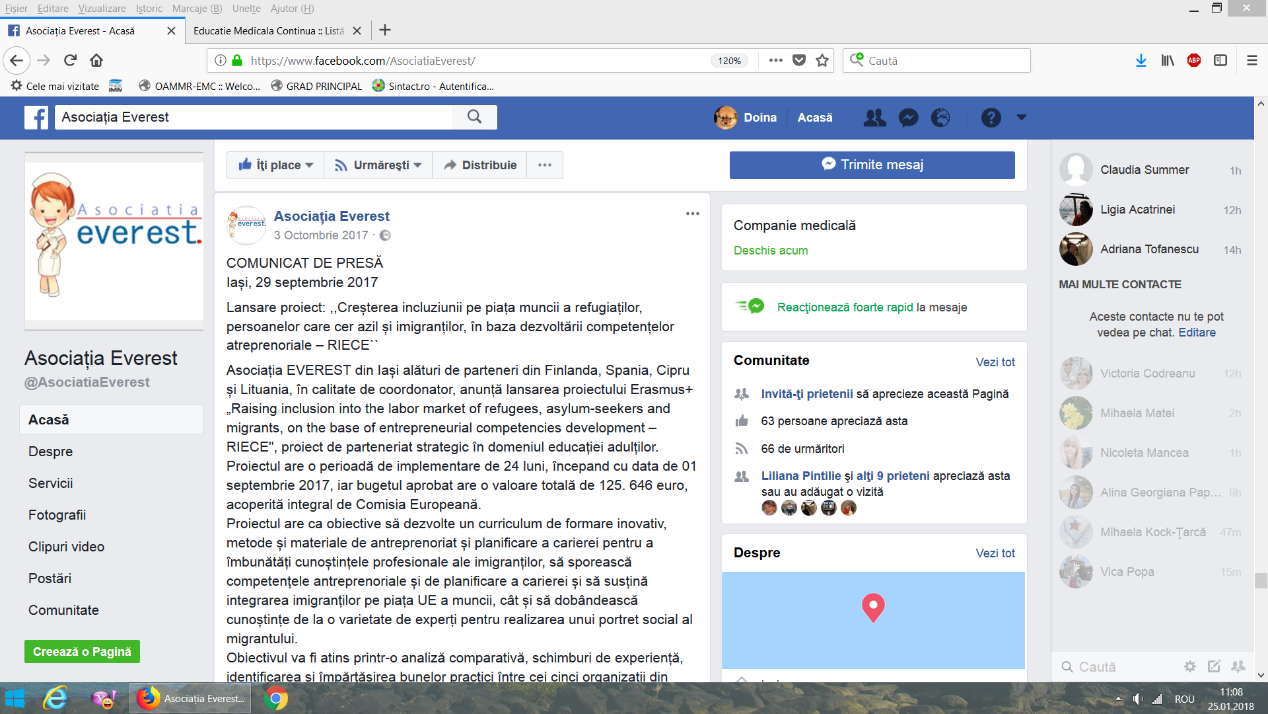 Fișier Editare Vizualizare Istoric Marcaje (B) Unelte Ajutor (H)
Asociația Everest - Acasă
Educatie Medicala Continua :: Listă
https://www.facebook.com/AsociatiaEverest/
120%
Caută
Cele mai vizitate
OAMMR-EMC :: Welco...
GRAD PRINCIPAL
Sintact.ro - Autentifica...
Asociația Everest
Doina
Acasă
Îți place
Urmărești
Distribuie
Trimite mesaj
Asociatia
everest.
Asociația Everest
@AsociatiaEverest
Acasă
Despre
Servicii
Fotografii
Clipuri video
Postări
Comunitate
Creează o Pagină
Asociația Everest
3 Octombrie 2017
COMUNICAT DE PRESĂ
Iași, 29 septembrie 2017
Lansare proiect: ,,Creșterea incluziunii pe piața muncii a refugiaților,
persoanelor care cer azil și imigranților, în baza dezvoltării competențelor
atreprenoriale – RIECE``
Asociația EVEREST din Iași alături de parteneri din Finlanda, Spania, Cipru
și Lituania, în calitate de coordonator, anunță lansarea proiectului Erasmus+
„Raising inclusion into the labor market of refugees, asylum-seekers and
migrants, on the base of entrepreneurial competencies development –
RIECE", proiect de parteneriat strategic în domeniul educației adulților.
Proiectul are o perioadă de implementare de 24 luni, începand cu data de 01
septembrie 2017, iar bugetul aprobat are o valoare totală de 125. 646 euro,
acoperită integral de Comisia Europeană.
Proiectul are ca obiective să dezvolte un curriculum de formare inovativ,
metode și materiale de antreprenoriat și planificare a carierei pentru a
îmbunătăți cunoștințele profesionale ale imigranților, să sporească
competențele antreprenoriale și de planificare a carierei și să susțină
integrarea imigranților pe piața UE a muncii, cât și să dobândească
cunoștințe de la o varietate de experți pentru realizarea unui portret social al
migrantului.
Obiectivul va fi atins printr-o analiză comparativă, schimburi de experiență,
identificarea și împărtășirea bunelor practici între cei cinci organizații din
Companie medicală
Deschis acum
Reacționează foarte rapid la mesaje
Comunitate
Vezi tot
Invită-ți prietenii să aprecieze această Pagină
63 persoane apreciază asta
66 de urmăritori
Liliana Pintilie și alți 9 prieteni apreciază asta
sau au adăugat o vizită
Despre
Vezi tot
Claudia Summer 1h
Ligia Acatrinei 12h
Adriana Tofanescu 14h
MAI MULTE CONTACTE
Aceste contacte nu te pot
vedea pe chat. Editare
Victoria Codreanu 12h
Mihaela Matei 2h
Nicoleta Mancea 1h
Alina Georgiana Pap... 9h
Mihaela Kock-Țarcă 47m
Vica Popa 15m
Caută
Asociația Everest...
ROU
11:08
25.01.2018